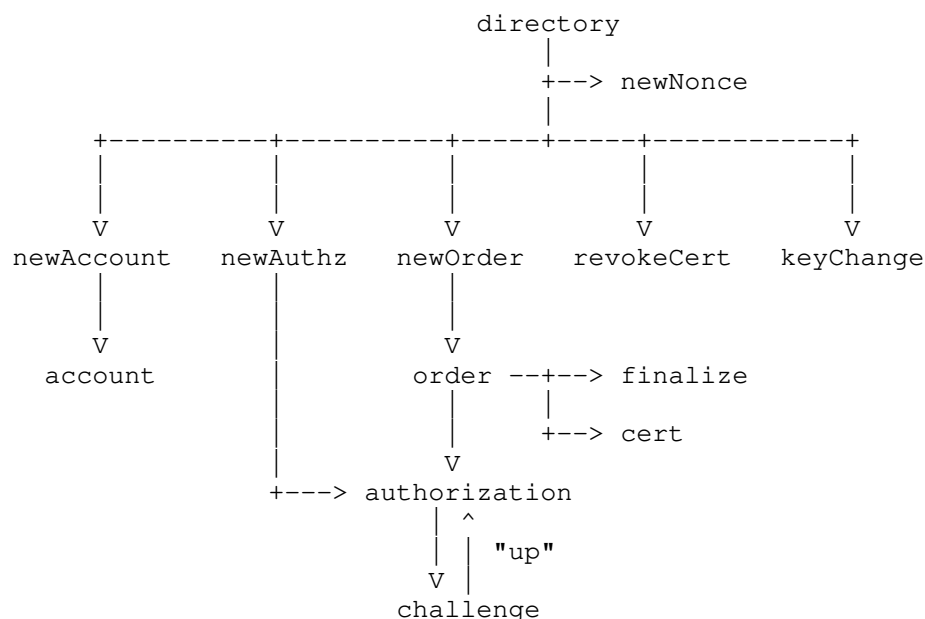 directory
newNonce
newAccount newAuthz newOrder revokeCert keyChange
account order finalize
cert
authorization
"up"
challenge